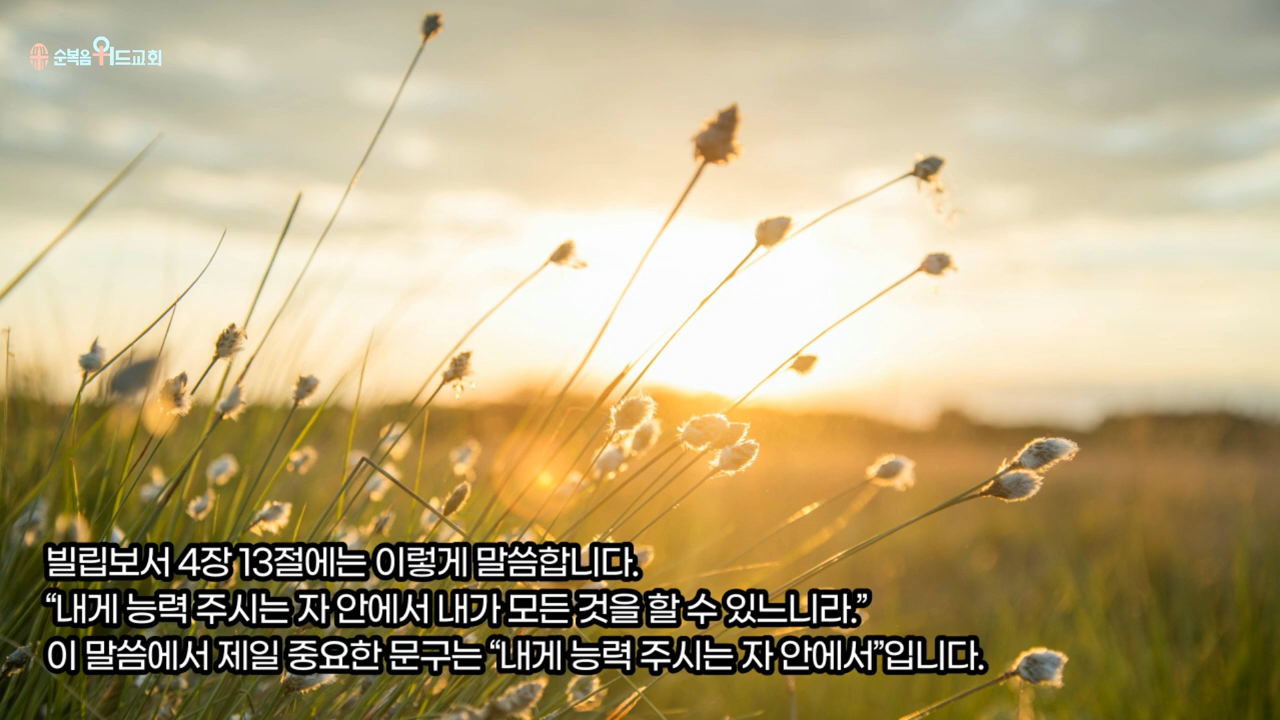 순복음워드교회
빌립보서 4장 13절에는 이렇게 말씀합니다.
“내게 능력 주시는 자 안에서 내가 모든 것을 할 수 있느니라.”
이 말씀에서 제일 중요한 문구는 “내게 능력 주시는 자 안에서”입니다.